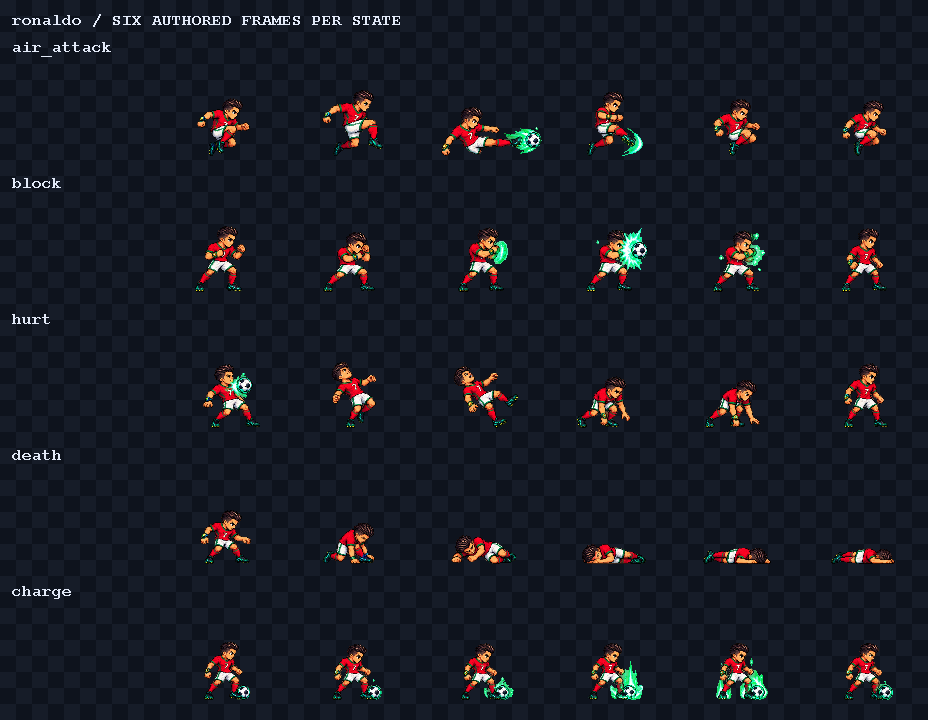 ronaldo / SIX AUTHORED FRAMES PER STATE
air_attack
block
hurt
death
charge